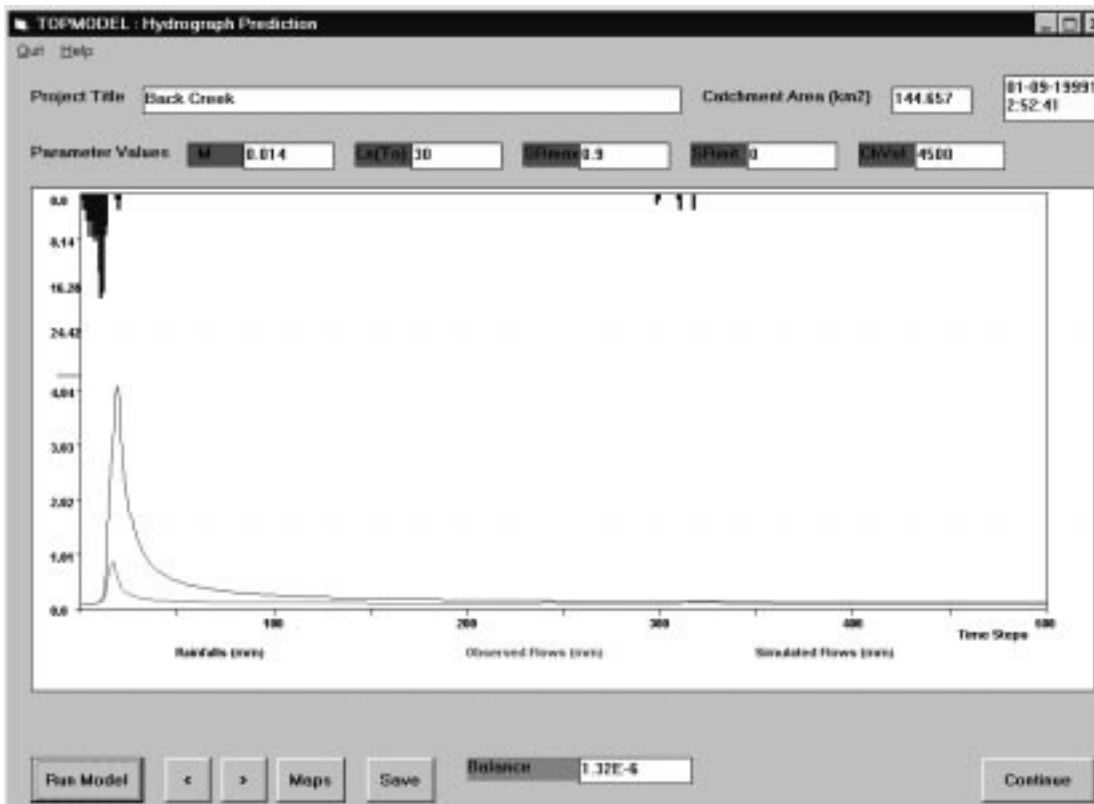 TOPMODEL : Hydrograph Prediction
Quit Help
Project Title Back Creek Catchment Area (km2) 144.657 01-09-19991
2:52:41
Parameter Values M 0.014 Ln(To) 30 SRmax 0.9 SRinit 0 ChVel 4500
0.0
8.14
16.28
24.42
4.04
3.03
2.02
1.01
0.0
100 200 300 400 500
Time Steps
Rainfalls (mm) Observed Flows (mm) Simulated Flows (mm)
Run Model < > Maps Save Balance 1.32E-6 Continue